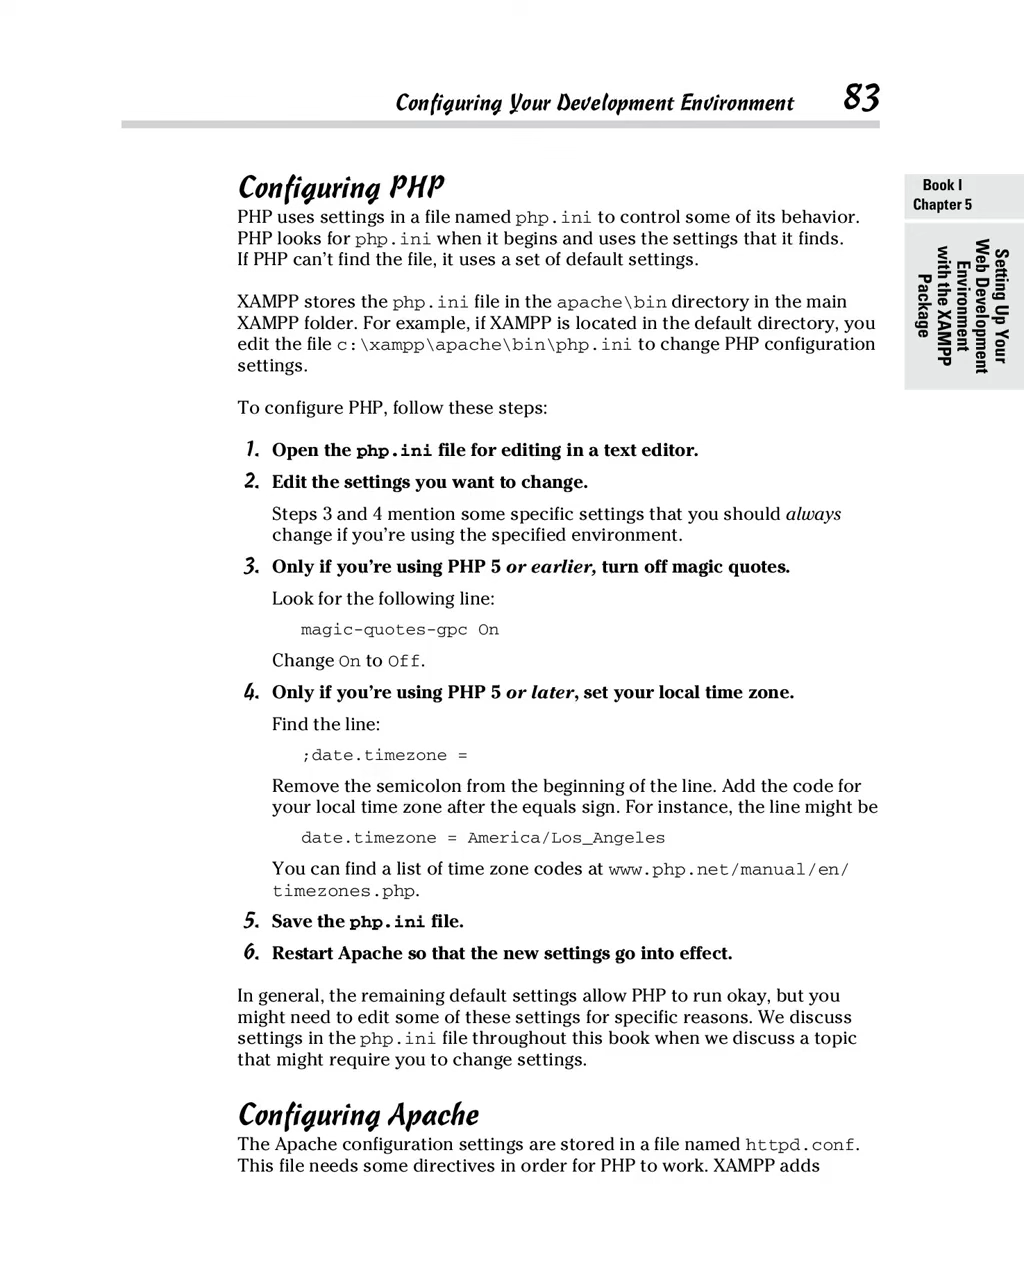 Configuring Your Development Environment 83
Configuring PHP
PHP uses settings in a file named php.ini to control some of its behavior.
PHP looks for php.ini when it begins and uses the settings that it finds.
If PHP can't find the file, it uses a set of default settings.
XAMPP stores the php.ini file in the apache\bin directory in the main
XAMPP folder. For example, if XAMPP is located in the default directory, you
edit the file c:\xampp\apache\bin\php.ini to change PHP configuration
settings.
To configure PHP, follow these steps:
1. Open the php.ini file for editing in a text editor.
2. Edit the settings you want to change.
Steps 3 and 4 mention some specific settings that you should always
change if you're using the specified environment.
3. Only if you're using PHP 5 or earlier, turn off magic quotes.
Look for the following line:
magic-quotes-gpc On
Change On to Off.
4. Only if you're using PHP 5 or later, set your local time zone.
Find the line:
;date.timezone =
Remove the semicolon from the beginning of the line. Add the code for
your local time zone after the equals sign. For instance, the line might be
date.timezone = America/Los_Angeles
You can find a list of time zone codes at www.php.net/manual/en/
timezones.php.
5. Save the php.ini file.
6. Restart Apache so that the new settings go into effect.
In general, the remaining default settings allow PHP to run okay, but you
might need to edit some of these settings for specific reasons. We discuss
settings in the php.ini file throughout this book when we discuss a topic
that might require you to change settings.
Configuring Apache
The Apache configuration settings are stored in a file named httpd.conf.
This file needs some directives in order for PHP to work. XAMPP adds
Book I
Chapter 5
Setting Up Your
Web Development
Environment
with the XAMPP
Package